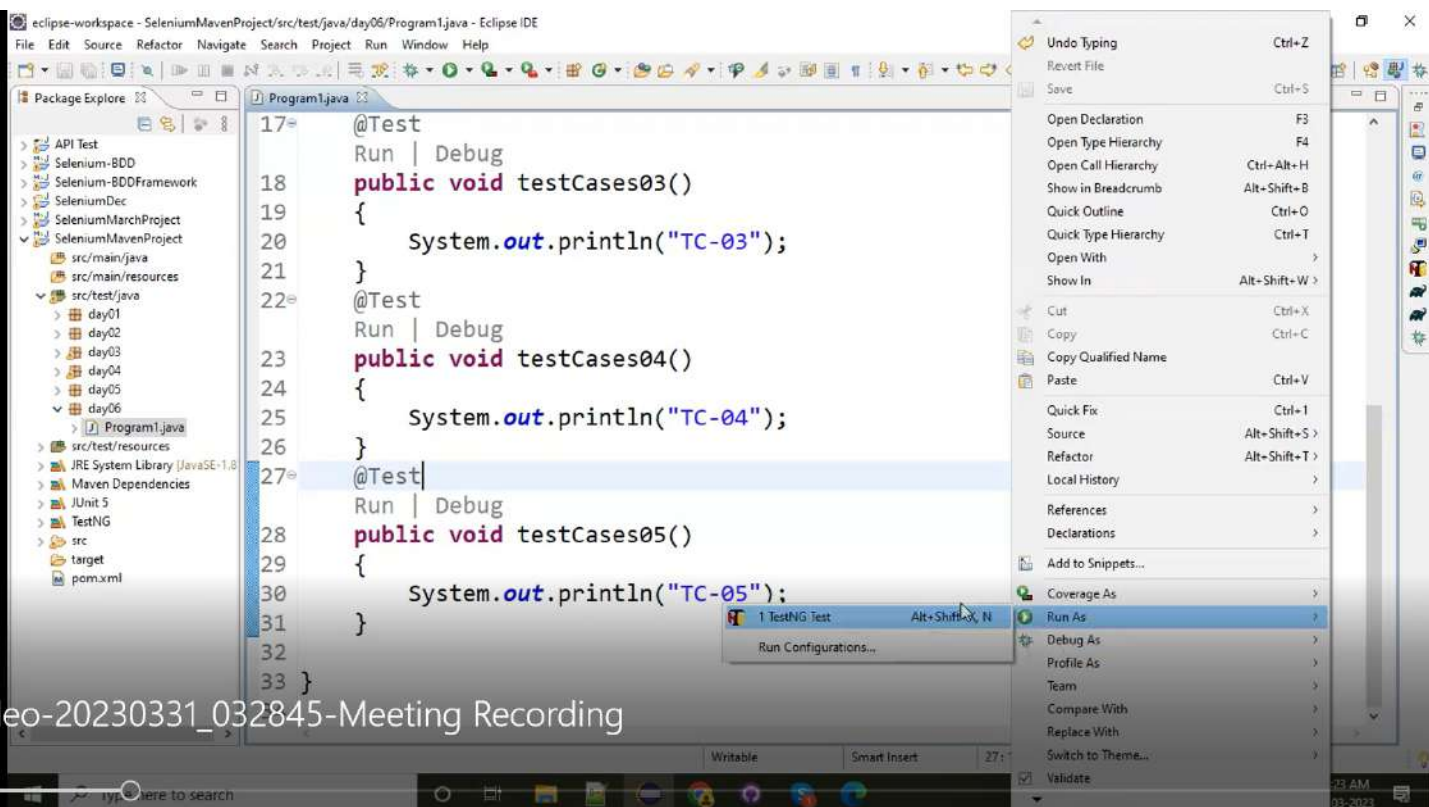 eclipse-workspace - SeleniumMavenProject/src/test/java/day06/Program1.java - Eclipse IDE
File Edit Source Refactor Navigate Search Project Run Window Help
Package Explore
API Test
Selenium-BDD
Selenium-BDDFramework
SeleniumDec
SeleniumMarchProject
SeleniumMavenProject
src/main/java
src/main/resources
src/test/java
day01
day02
day03
day04
day05
day06
Program1.java
src/test/resources
JRE System Library [JavaSE-1.8
Maven Dependencies
JUnit 5
TestNG
src
target
pom.xml
Program1.java
17 @Test
Run | Debug
18 public void testCases03()
19 {
20 System.out.println("TC-03");
21 }
22 @Test
Run | Debug
23 public void testCases04()
24 {
25 System.out.println("TC-04");
26 }
27 @Test
Run | Debug
28 public void testCases05()
29 {
30 System.out.println("TC-05");
31 }
32
33 }
Undo Typing Ctrl+Z
Revert File
Save Ctrl+S
Open Declaration F3
Open Type Hierarchy F4
Open Call Hierarchy Ctrl+Alt+H
Show in Breadcrumb Alt+Shift+B
Quick Outline Ctrl+O
Quick Type Hierarchy Ctrl+T
Open With >
Show In Alt+Shift+W >
Cut Ctrl+X
Copy Ctrl+C
Copy Qualified Name
Paste Ctrl+V
Quick Fix Ctrl+1
Source Alt+Shift+S >
Refactor Alt+Shift+T >
Local History >
References >
Declarations >
Add to Snippets...
Coverage As >
Run As >
Debug As >
Profile As >
Team >
Compare With >
Replace With >
Switch to Theme... >
Validate
1 TestNG Test N
Run Configurations...
eo-20230331_032845-Meeting Recording
Writable Smart Insert 27:
here to search
23 AM
03-2023